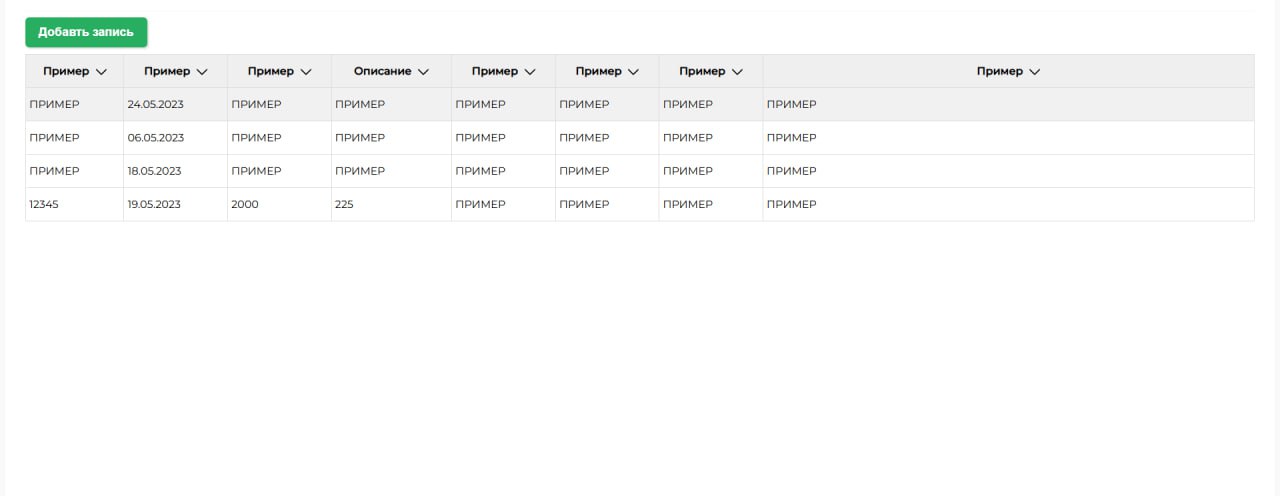 Добавть запись
Пример Пример Пример Описание Пример Пример Пример Пример
ПРИМЕР 24.05.2023 ПРИМЕР ПРИМЕР ПРИМЕР ПРИМЕР ПРИМЕР ПРИМЕР
ПРИМЕР 06.05.2023 ПРИМЕР ПРИМЕР ПРИМЕР ПРИМЕР ПРИМЕР ПРИМЕР
ПРИМЕР 18.05.2023 ПРИМЕР ПРИМЕР ПРИМЕР ПРИМЕР ПРИМЕР ПРИМЕР
12345 19.05.2023 2000 225 ПРИМЕР ПРИМЕР ПРИМЕР ПРИМЕР